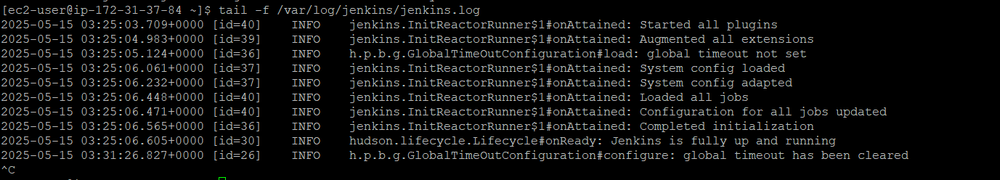 [ec2-user@ip-172-31-37-84 ~]$ tail -f /var/log/jenkins/jenkins.log
2025-05-15 03:25:03.709+0000 [id=40]    INFO    jenkins.InitReactorRunner$1#onAttained: Started all plugins
2025-05-15 03:25:04.983+0000 [id=39]    INFO    jenkins.InitReactorRunner$1#onAttained: Augmented all extensions
2025-05-15 03:25:05.124+0000 [id=36]    INFO    h.p.b.g.GlobalTimeOutConfiguration#load: global timeout not set
2025-05-15 03:25:06.061+0000 [id=37]    INFO    jenkins.InitReactorRunner$1#onAttained: System config loaded
2025-05-15 03:25:06.232+0000 [id=37]    INFO    jenkins.InitReactorRunner$1#onAttained: System config adapted
2025-05-15 03:25:06.448+0000 [id=40]    INFO    jenkins.InitReactorRunner$1#onAttained: Loaded all jobs
2025-05-15 03:25:06.471+0000 [id=40]    INFO    jenkins.InitReactorRunner$1#onAttained: Configuration for all jobs updated
2025-05-15 03:25:06.565+0000 [id=36]    INFO    jenkins.InitReactorRunner$1#onAttained: Completed initialization
2025-05-15 03:25:06.605+0000 [id=30]    INFO    hudson.lifecycle.Lifecycle#onReady: Jenkins is fully up and running
2025-05-15 03:31:26.827+0000 [id=26]    INFO    h.p.b.g.GlobalTimeOutConfiguration#configure: global timeout has been cleared
^C